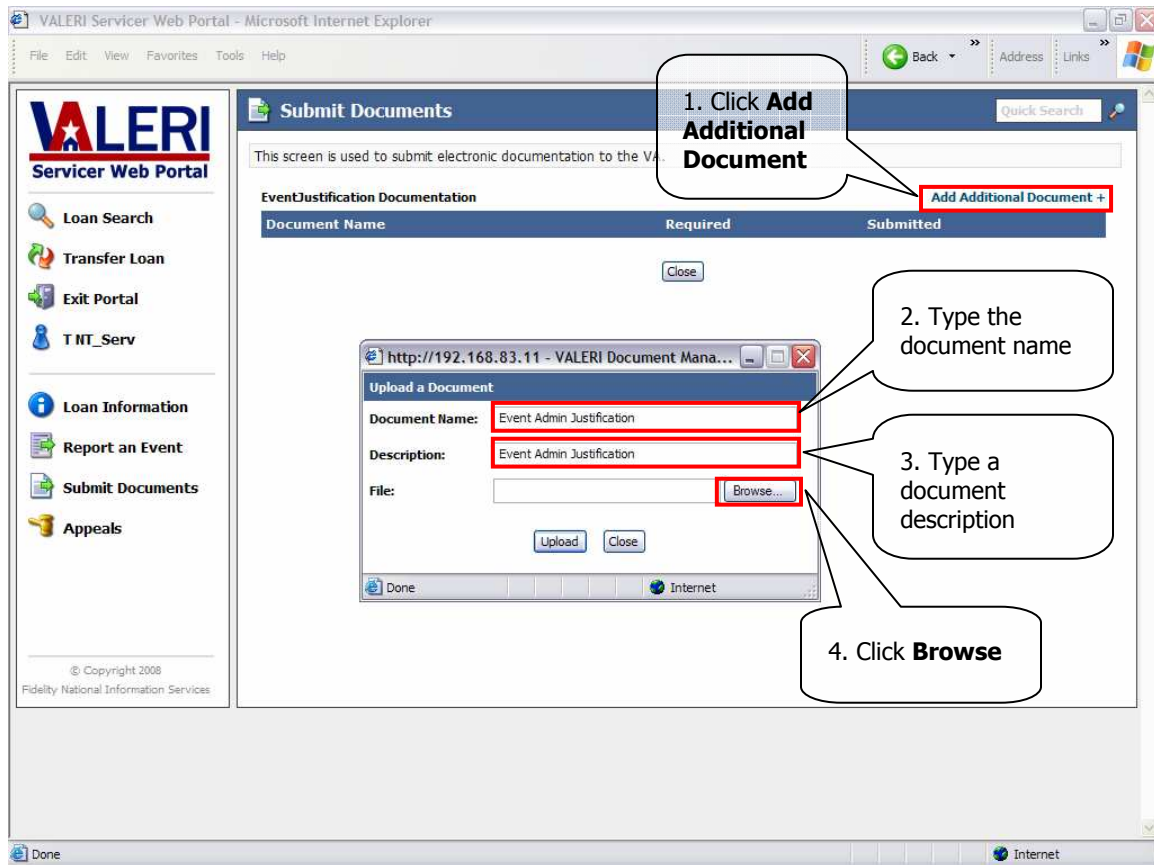 VALERI Servicer Web Portal - Microsoft Internet Explorer
File Edit View Favorites Tools Help
Back
»
Address
Links
»
VALERI
Servicer Web Portal
Loan Search
Transfer Loan
Exit Portal
TNT_Serv
Loan Information
Report an Event
Submit Documents
Appeals
© Copyright 2008
Fidelity National Information Services
Submit Documents
Quick Search
This screen is used to submit electronic documentation to the VA.
EventJustification Documentation
Add Additional Document +
Document Name Required Submitted
Close
1. Click Add
Additional
Document
2. Type the
document name
3. Type a
document
description
4. Click Browse
http://192.168.83.11 - VALERI Document Mana...
Upload a Document
Document Name: Event Admin Justification
Description: Event Admin Justification
File: Browse...
Upload Close
Done Internet
Done Internet